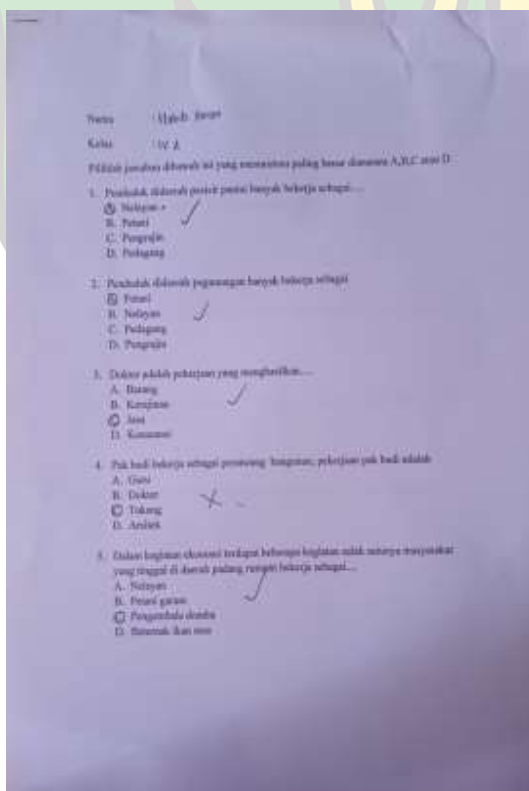 Nama :
Kelas : IV A
Pilihlah jawaban dibawah ini yang menurutmu paling benar diantara A,B,C atau D
1. Penduduk didaerah pesisir pantai banyak bekerja sebagai....
A. Nelayan
B. Petani
C. Pengrajin
D. Pedagang
2. Penduduk didaerah pegunungan banyak bekerja sebagai
A. Petani
B. Nelayan
C. Pedagang
D. Pengrajin
3. Dokter adalah pekerjaan yang menghasilkan....
A. Barang
B. Kerajinan
C. Jasa
D. Konsumsi
4. Pak budi bekerja sebagai perancang bangunan, pekerjaan pak budi adalah
A. Guru
B. Dokter
C. Tukang
D. Arsitek
5. Dalam kegiatan ekonomi terdapat beberapa kegiatan salah satunya masyarakat
yang tinggal di daerah padang rumput bekerja sebagai....
A. Nelayan
B. Petani garam
C. Pengembala domba
D. ikan